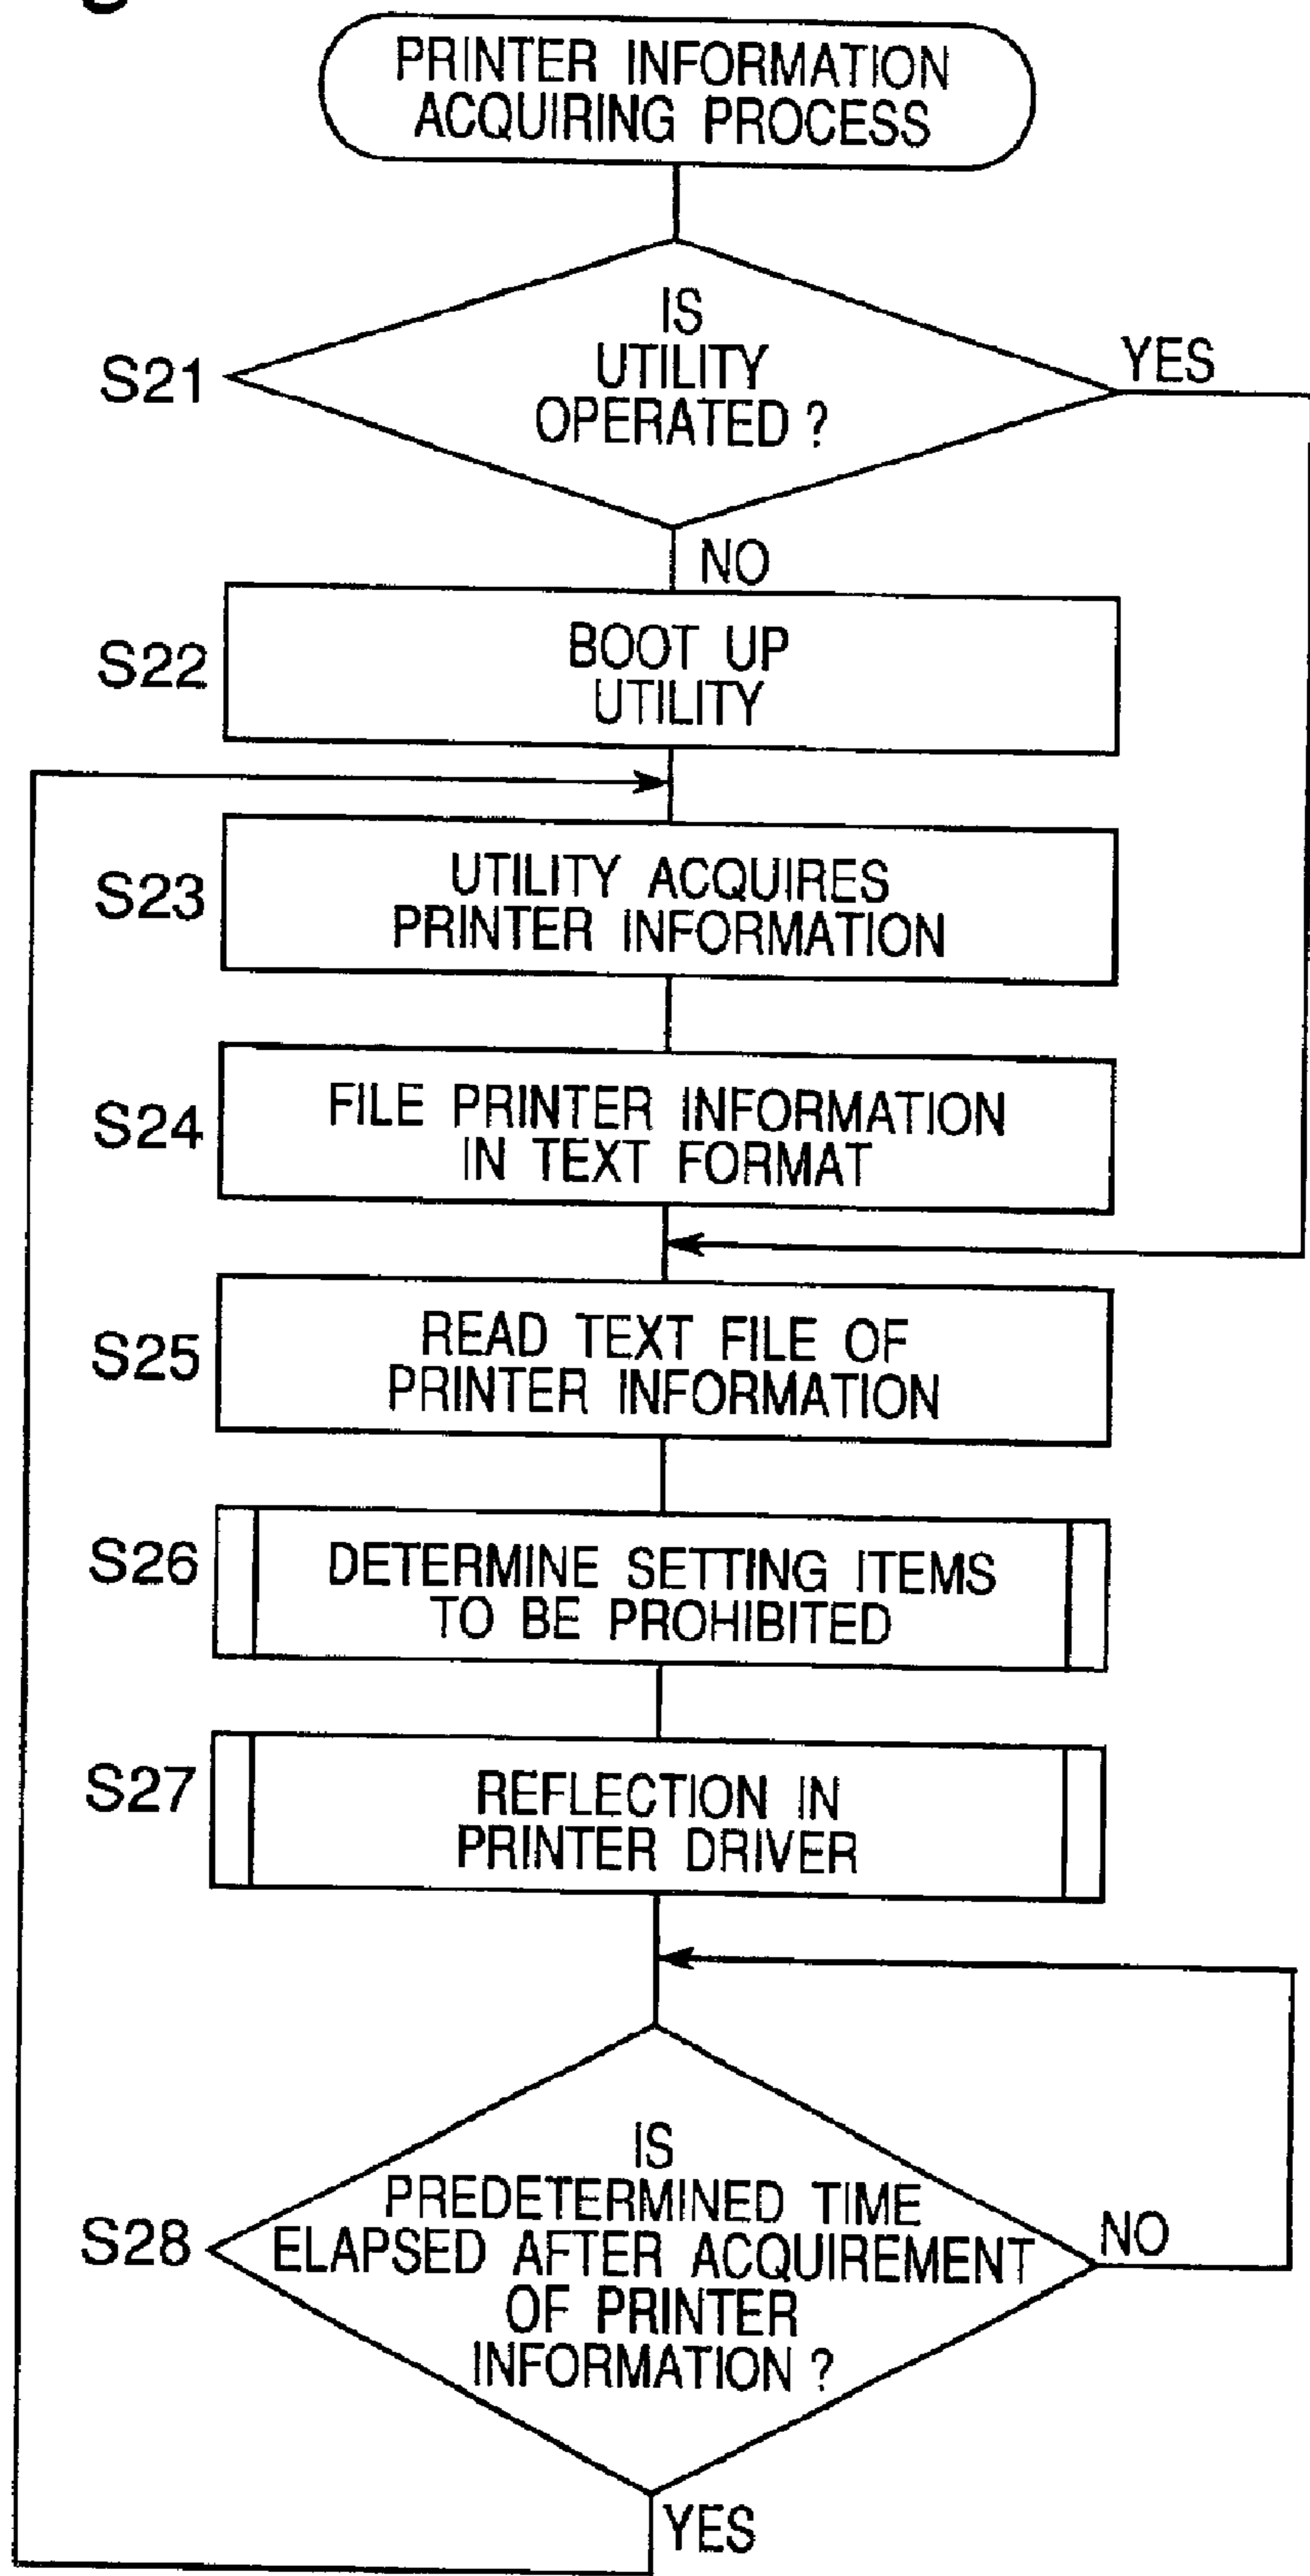 PRINTER INFORMATION
ACQUIRING PROCESS
IS
UTILITY
OPERATED ?
S21
YES
NO
BOOT UP
UTILITY
S22
UTILITY ACQUIRES
PRINTER INFORMATION
S23
FILE PRINTER INFORMATION
IN TEXT FORMAT
S24
READ TEXT FILE OF
PRINTER INFORMATION
S25
DETERMINE SETTING ITEMS
TO BE PROHIBITED
S26
REFLECTION IN
PRINTER DRIVER
S27
IS
PREDETERMINED TIME
ELAPSED AFTER ACQUIREMENT
OF PRINTER
INFORMATION ?
S28
NO
YES